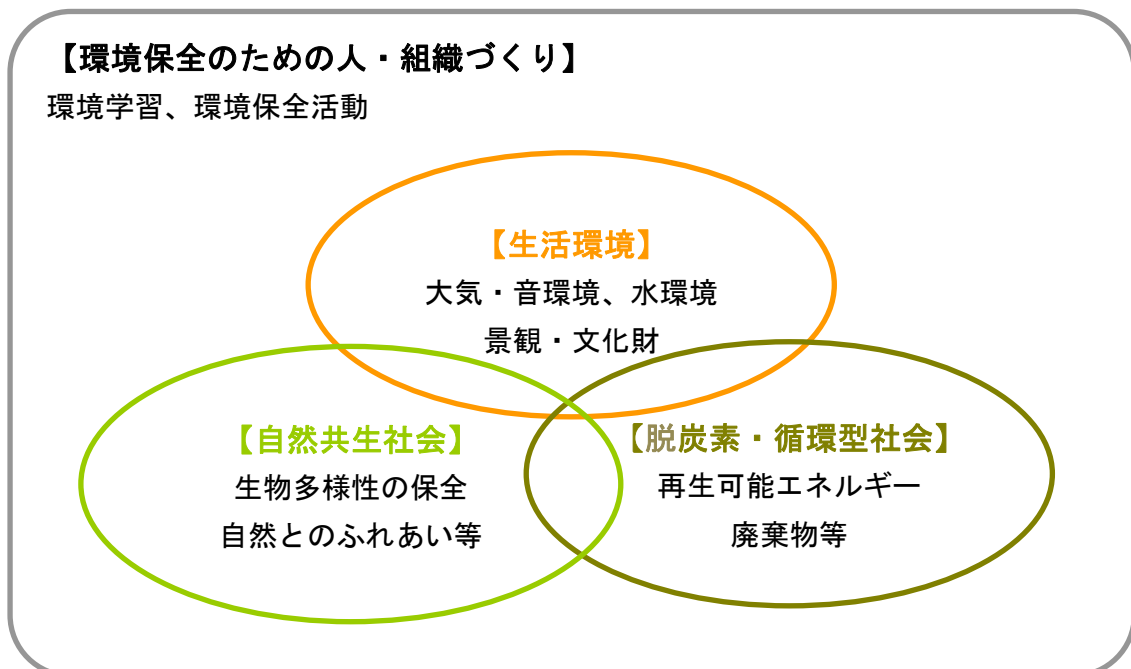 【環境保全のための人・組織づくり】
環境学習、環境保全活動
【生活環境】
大気・音環境、水環境
景観・文化財
【自然共生社会】
生物多様性の保全
自然とのふれあい等
【脱炭素・循環型社会】
再生可能エネルギー
廃棄物等